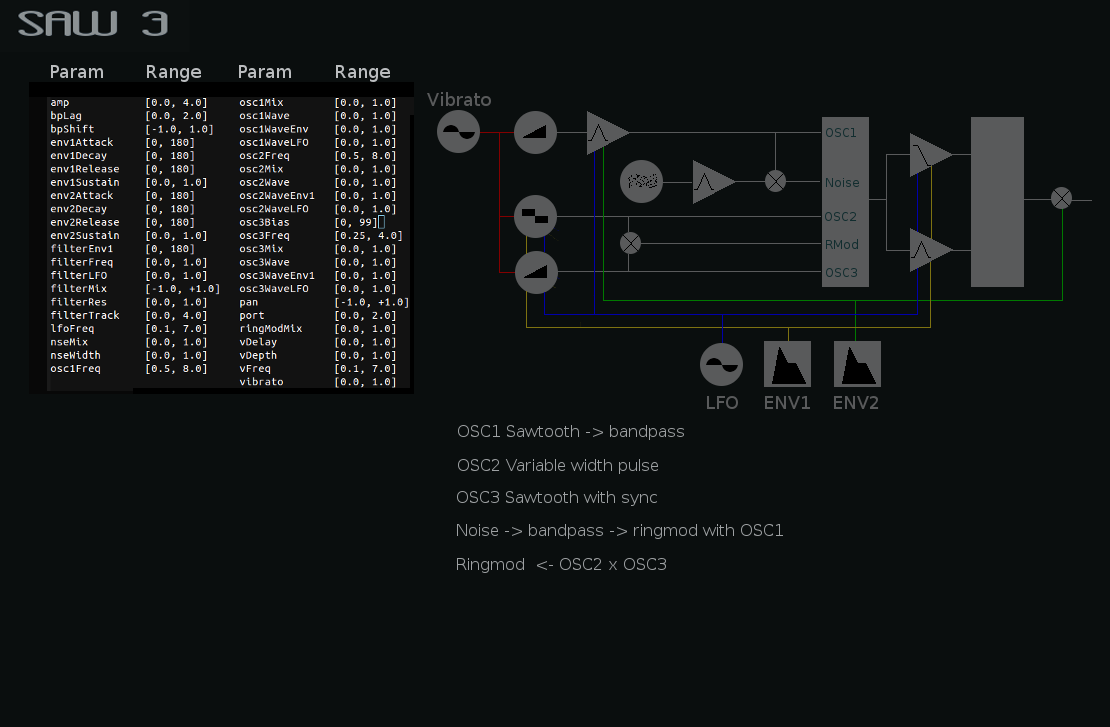 SAW 3
Param Range Param Range
amp [0.0, 4.0] osc1Mix [0.0, 1.0]
bpLag [0.0, 2.0] osc1Wave [0.0, 1.0]
bpShift [-1.0, 1.0] osc1WaveEnv [0.0, 1.0]
env1Attack [0, 180] osc1WaveLFO [0.0, 1.0]
env1Decay [0, 180] osc2Freq [0.5, 8.0]
env1Release [0, 180] osc2Mix [0.0, 1.0]
env1Sustain [0.0, 1.0] osc2Wave [0.0, 1.0]
env2Attack [0, 180] osc2WaveEnv1 [0.0, 1.0]
env2Decay [0, 180] osc2WaveLFO [0.0, 1.0]
env2Release [0, 180] osc3Bias [0, 99]
env2Sustain [0.0, 1.0] osc3Freq [0.25, 4.0]
filterEnv1 [0, 180] osc3Mix [0.0, 1.0]
filterFreq [0.0, 1.0] osc3Wave [0.0, 1.0]
filterLFO [0.0, 1.0] osc3WaveEnv1 [0.0, 1.0]
filterMix [-1.0, +1.0] osc3WaveLFO [0.0, 1.0]
filterRes [0.0, 1.0] pan [-1.0, +1.0]
filterTrack [0.0, 4.0] port [0.0, 2.0]
lfoFreq [0.1, 7.0] ringModMix [0.0, 1.0]
nseMix [0.0, 1.0] vDelay [0.0, 1.0]
nseWidth [0.0, 1.0] vDepth [0.0, 1.0]
osc1Freq [0.5, 8.0] vFreq [0.1, 7.0]
vibrato [0.0, 1.0]
Vibrato
OSC1
Noise
OSC2
RMod
OSC3
LFO ENV1 ENV2
OSC1 Sawtooth -> bandpass
OSC2 Variable width pulse
OSC3 Sawtooth with sync
Noise -> bandpass -> ringmod with OSC1
Ringmod <- OSC2 x OSC3